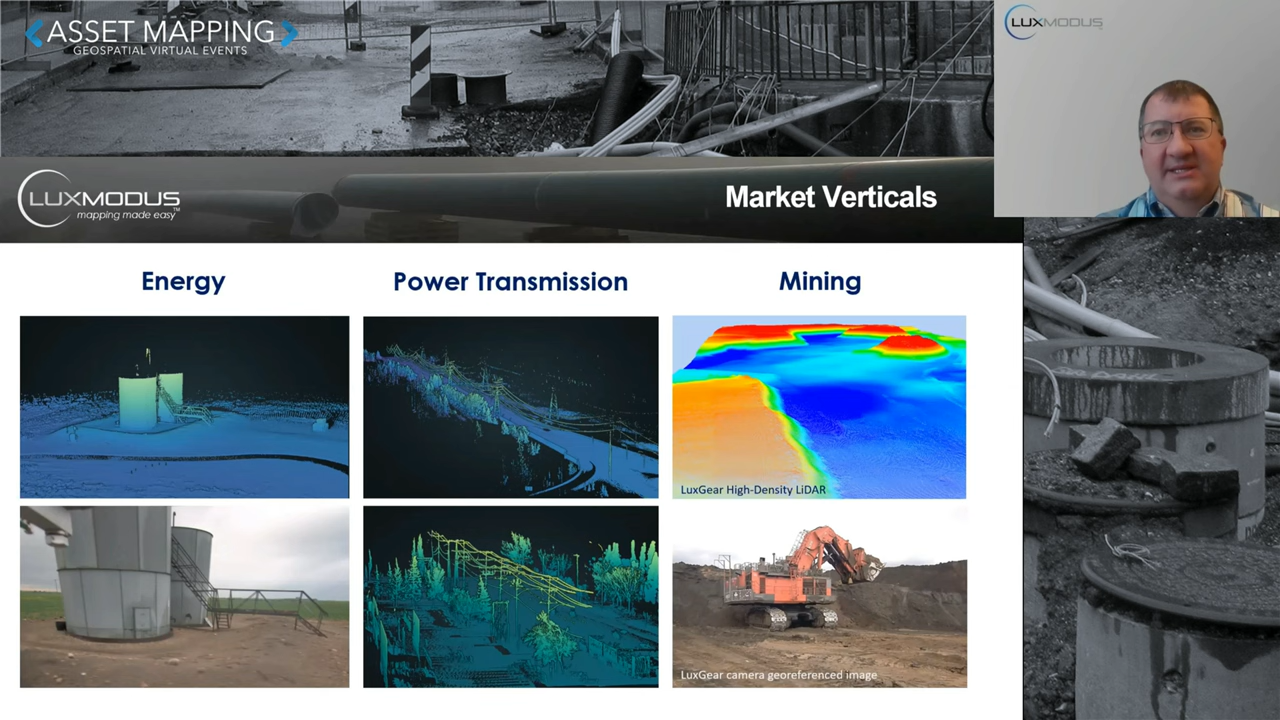 ASSET MAPPING
GEOSPATIAL VIRTUAL EVENTS
LUXMODUS
LUXMODUS
mapping made easy™
Market Verticals
Energy
Power Transmission
Mining
LuxGear High-Density LiDAR
LuxGear camera georeferenced image